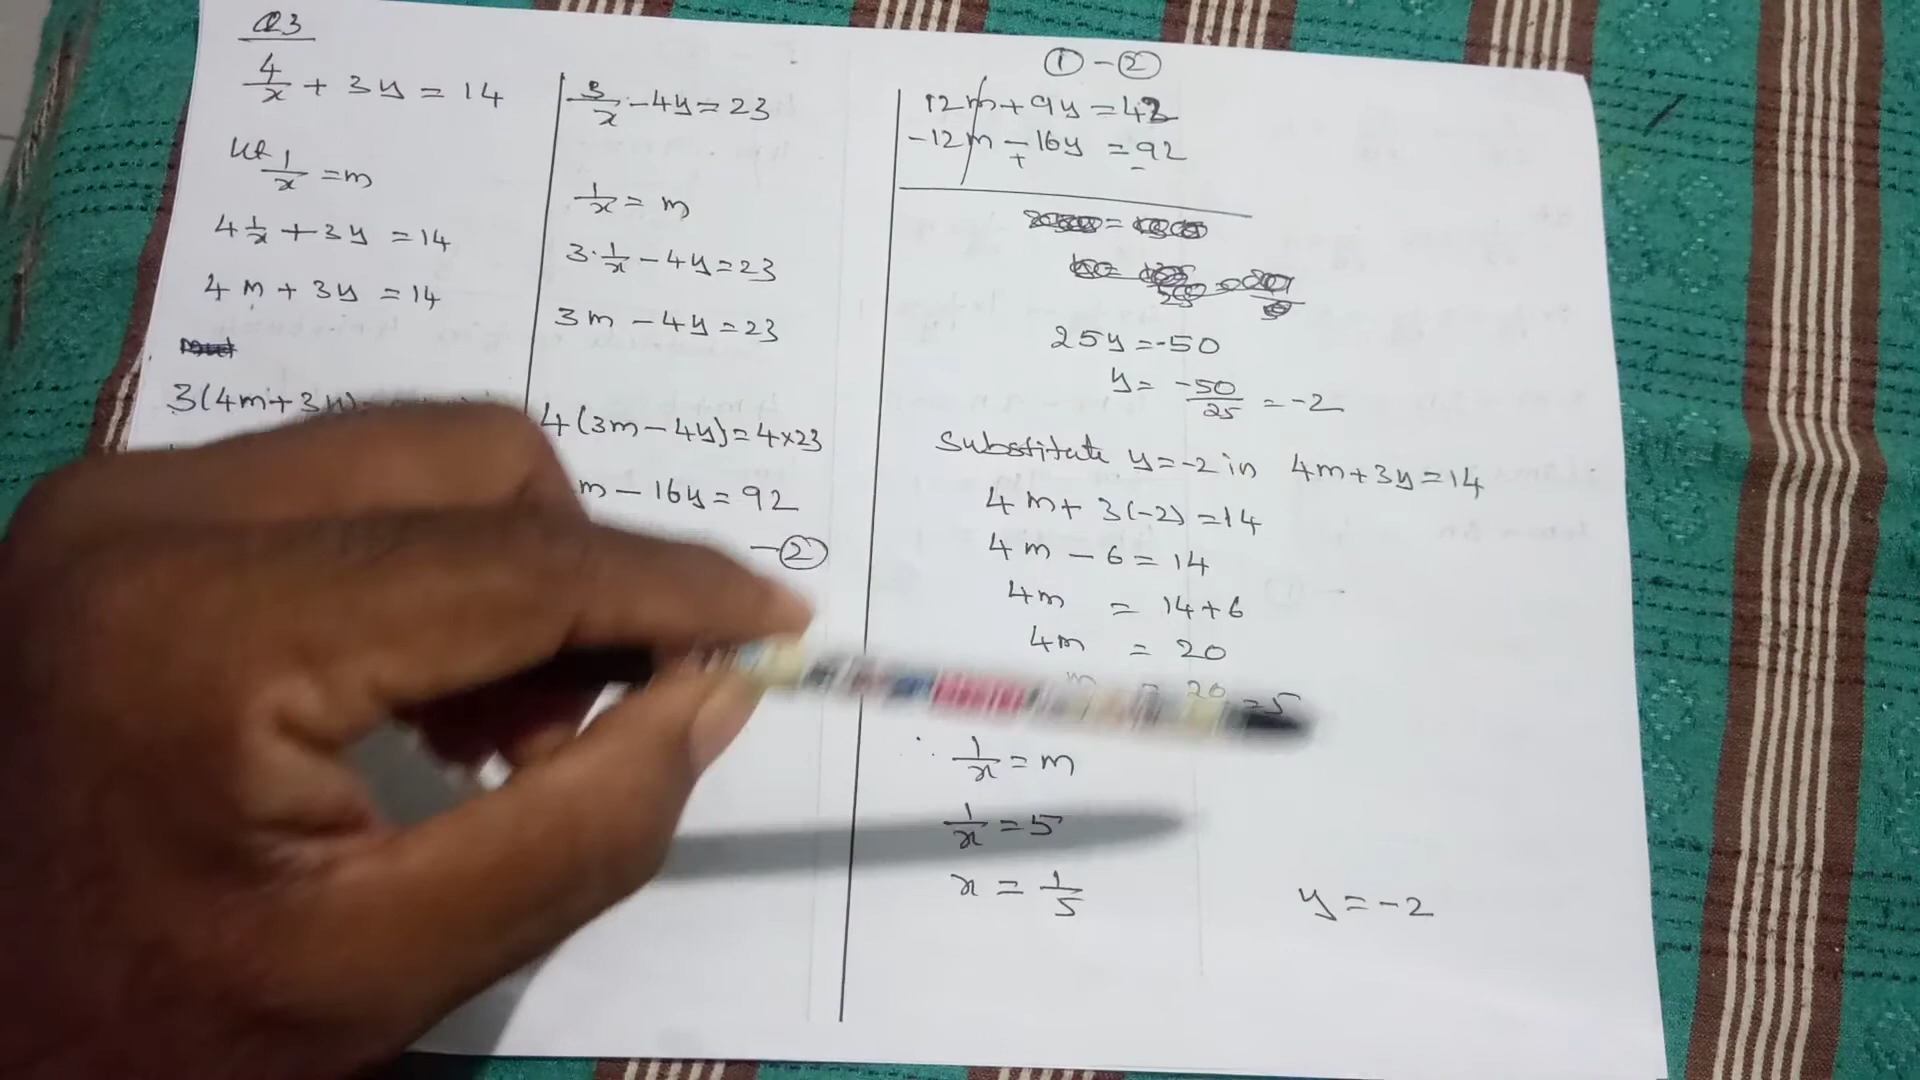 Q3
4/x + 3y = 14
let 1/x = m
4 1/x + 3y = 14
4m + 3y = 14
3(4m + 3y)
3/x - 4y = 23
1/x = m
3·1/x - 4y = 23
3m - 4y = 23
4(3m - 4y) = 4×23
m - 16y = 92
-②
① - ②
12m + 9y = 42
-12m - 16y = 92
+ -
25y = -50
y = -50/25 = -2
Substitute y = -2 in 4m + 3y = 14
4m + 3(-2) = 14
4m - 6 = 14
4m = 14 + 6
4m = 20
m = 20 = 5
1/x = m
1/x = 5
x = 1/5
y = -2